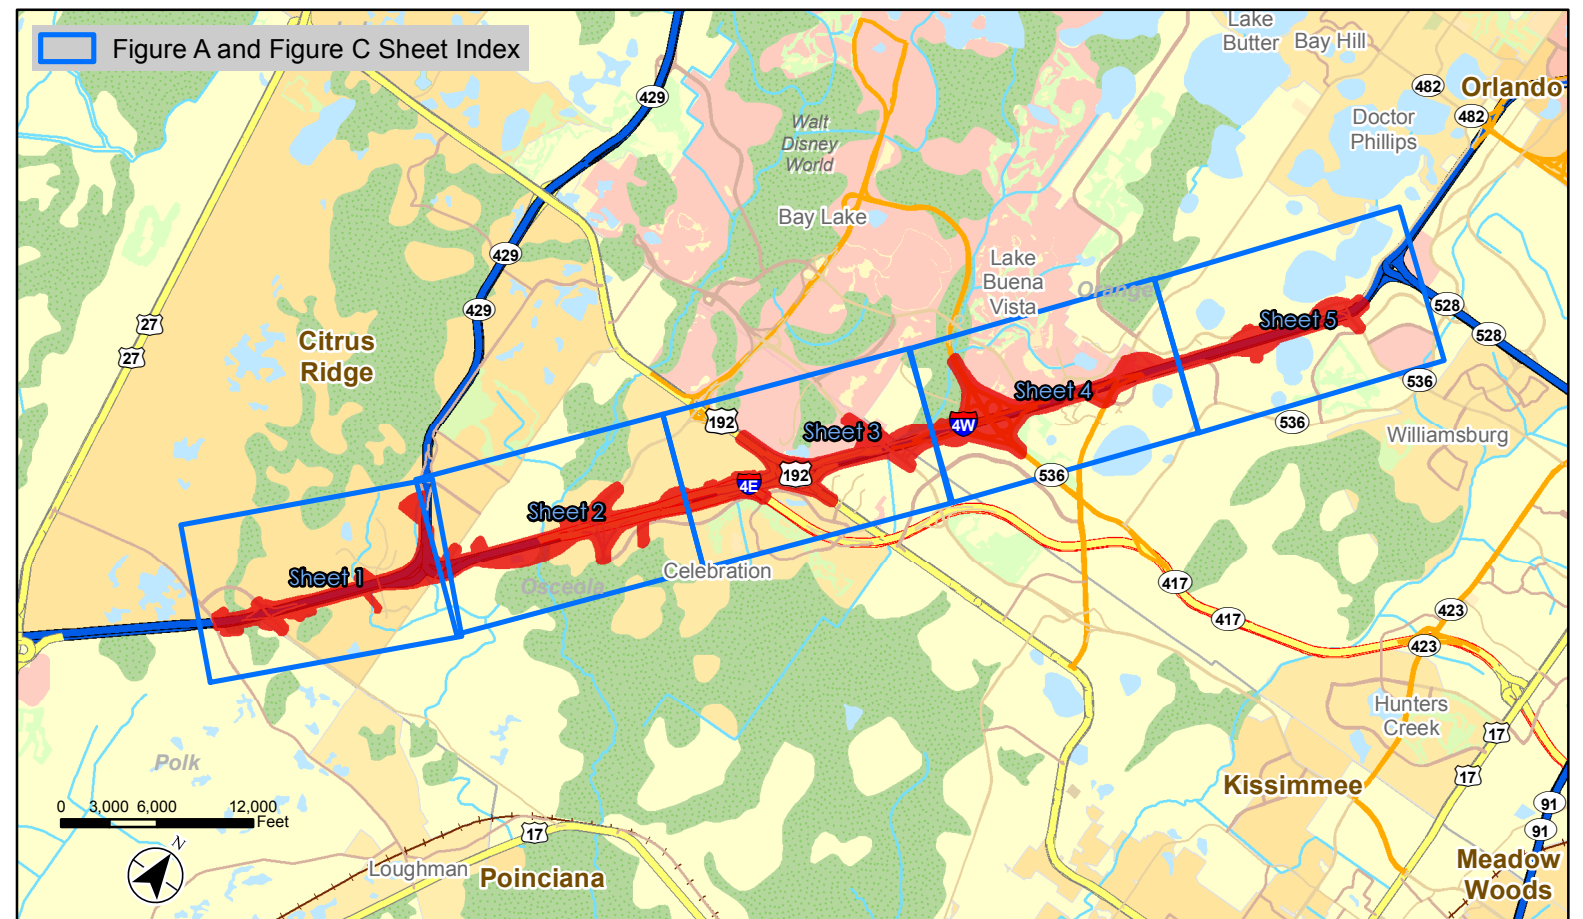 Figure A and Figure C Sheet Index
Lake
Butter
Bay Hill
482
Orlando
482
Doctor
Phillips
429
Walt
Disney
World
Bay Lake
429
429
27
27
Citrus
Ridge
Lake
Buena
Vista
Orange
Sheet 5
528
528
536
536
Williamsburg
Sheet 4
4W
192
Sheet 3
192
4E
536
Sheet 2
Sheet 1
Osceola
Celebration
417
417
423
423
Hunters
Creek
17
17
Kissimmee
91
91
Meadow
Woods
Polk
0 3,000 6,000 12,000
Feet
N
17
Loughman
Poinciana